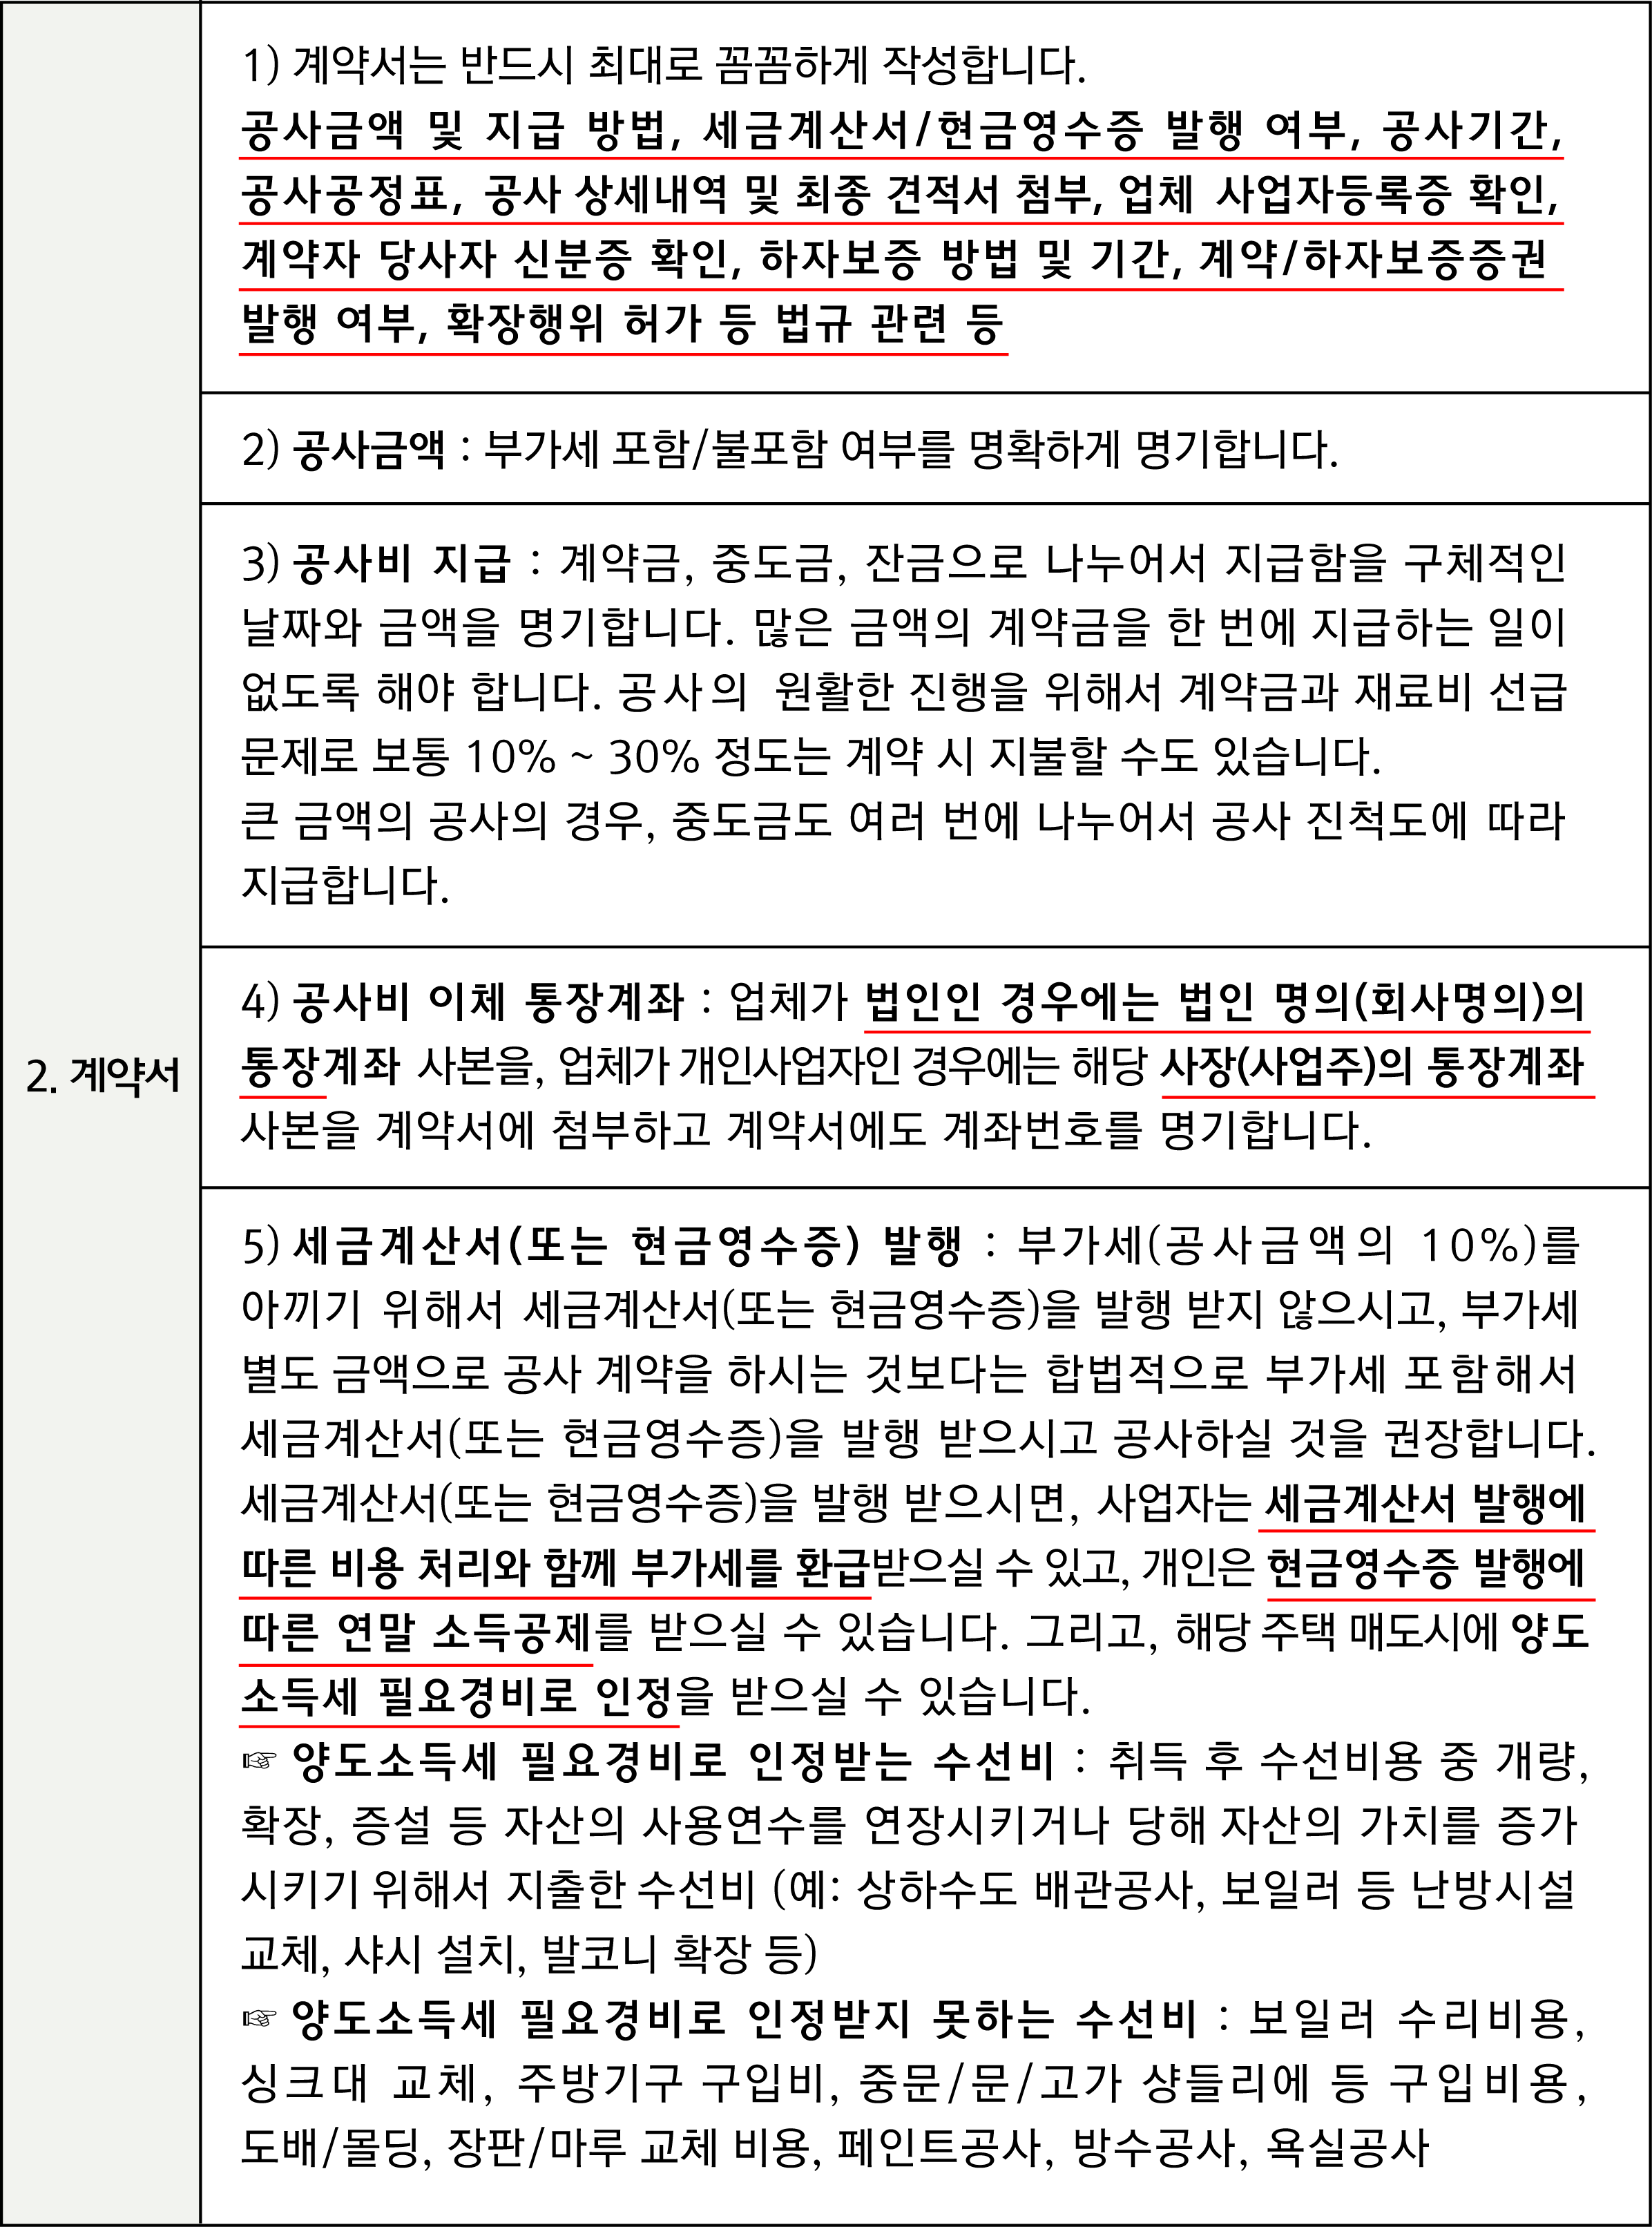 2. 계약서
1) 계약서는 반드시 최대로 꼼꼼하게 작성합니다.
공사금액 및 지급 방법, 세금계산서/현금영수증 발행 여부, 공사기간,
공사공정표, 공사 상세내역 및 최종 견적서 첨부, 업체 사업자등록증 확인,
계약자 당사자 신분증 확인, 하자보증 방법 및 기간, 계약/하자보증증권
발행 여부, 확장행위 허가 등 법규 관련 등
2) 공사금액 : 부가세 포함/불포함 여부를 명확하게 명기합니다.
3) 공사비 지급 : 계약금, 중도금, 잔금으로 나누어서 지급함을 구체적인
날짜와 금액을 명기합니다. 많은 금액의 계약금을 한 번에 지급하는 일이
없도록 해야 합니다. 공사의 원활한 진행을 위해서 계약금과 재료비 선급
문제로 보통 10% ~ 30% 정도는 계약 시 지불할 수도 있습니다.
큰 금액의 공사의 경우, 중도금도 여러 번에 나누어서 공사 진척도에 따라
지급합니다.
4) 공사비 이체 통장계좌 : 업체가 법인인 경우에는 법인 명의(회사명의)의
통장계좌 사본을, 업체가 개인사업자인 경우에는 해당 사장(사업주)의 통장계좌
사본을 계약서에 첨부하고 계약서에도 계좌번호를 명기합니다.
5) 세금계산서(또는 현금영수증) 발행 : 부가세(공사금액의 10%)를
아끼기 위해서 세금계산서(또는 현금영수증)을 발행 받지 않으시고, 부가세
별도 금액으로 공사 계약을 하시는 것보다는 합법적으로 부가세 포함해서
세금계산서(또는 현금영수증)을 발행 받으시고 공사하실 것을 권장합니다.
세금계산서(또는 현금영수증)을 발행 받으시면, 사업자는 세금계산서 발행에
따른 비용 처리와 함께 부가세를 환급받으실 수 있고, 개인은 현금영수증 발행에
따른 연말 소득공제를 받으실 수 있습니다. 그리고, 해당 주택 매도시에 양도
소득세 필요경비로 인정을 받으실 수 있습니다.
☞ 양도소득세 필요경비로 인정받는 수선비 : 취득 후 수선비용 중 개량,
확장, 증설 등 자산의 사용연수를 연장시키거나 당해 자산의 가치를 증가
시키기 위해서 지출한 수선비 (예: 상하수도 배관공사, 보일러 등 난방시설
교체, 샤시 설치, 발코니 확장 등)
☞ 양도소득세 필요경비로 인정받지 못하는 수선비 : 보일러 수리비용,
싱크대 교체, 주방기구 구입비, 중문/문/고가 샹들리에 등 구입비용,
도배/몰딩, 장판/마루 교체 비용, 페인트공사, 방수공사, 욕실공사